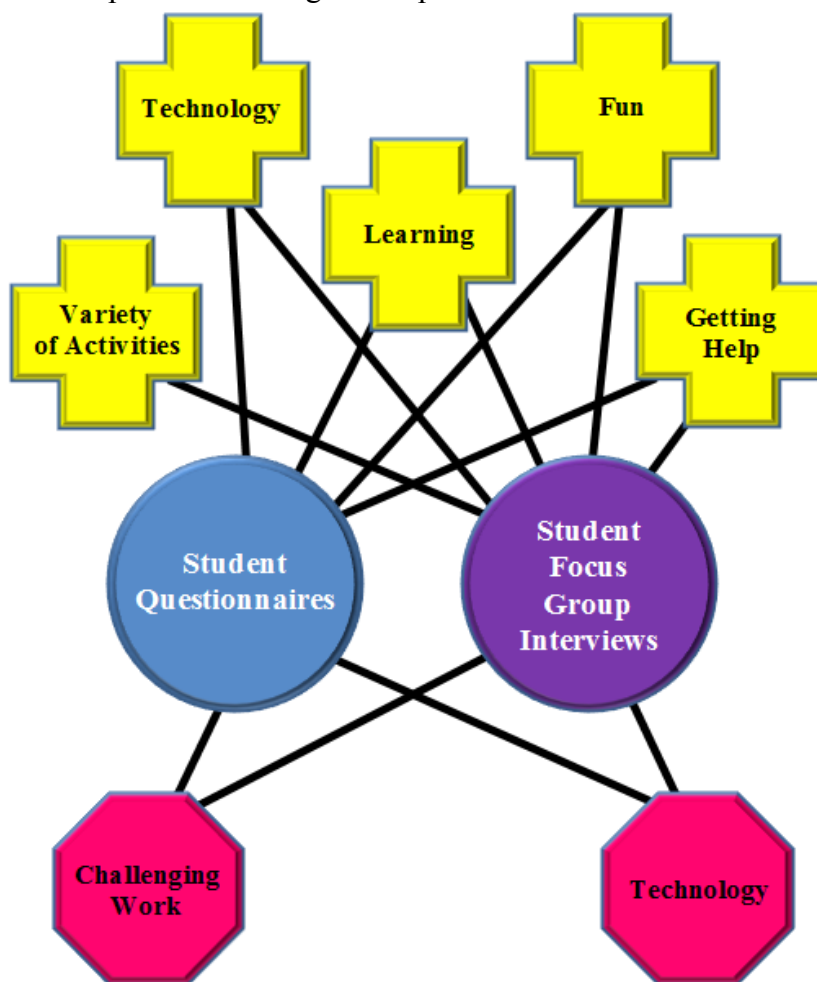 Technology
Fun
Learning
Variety
of Activities
Getting
Help
Student
Questionnaires
Student
Focus
Group
Interviews
Challenging
Work
Technology